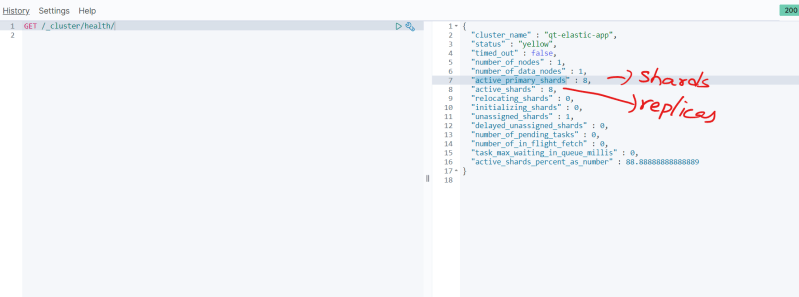 History Settings Help
200
1 GET /_cluster/health/
2
1 {
2 "cluster_name" : "qt-elastic-app",
3 "status" : "yellow",
4 "timed_out" : false,
5 "number_of_nodes" : 1,
6 "number_of_data_nodes" : 1,
7 "active_primary_shards" : 8, → shards
8 "active_shards" : 8, → replices
9 "relocating_shards" : 0,
10 "initializing_shards" : 0,
11 "unassigned_shards" : 1,
12 "delayed_unassigned_shards" : 0,
13 "number_of_pending_tasks" : 0,
14 "number_of_in_flight_fetch" : 0,
15 "task_max_waiting_in_queue_millis" : 0,
16 "active_shards_percent_as_number" : 88.88888888888889
17 }
18